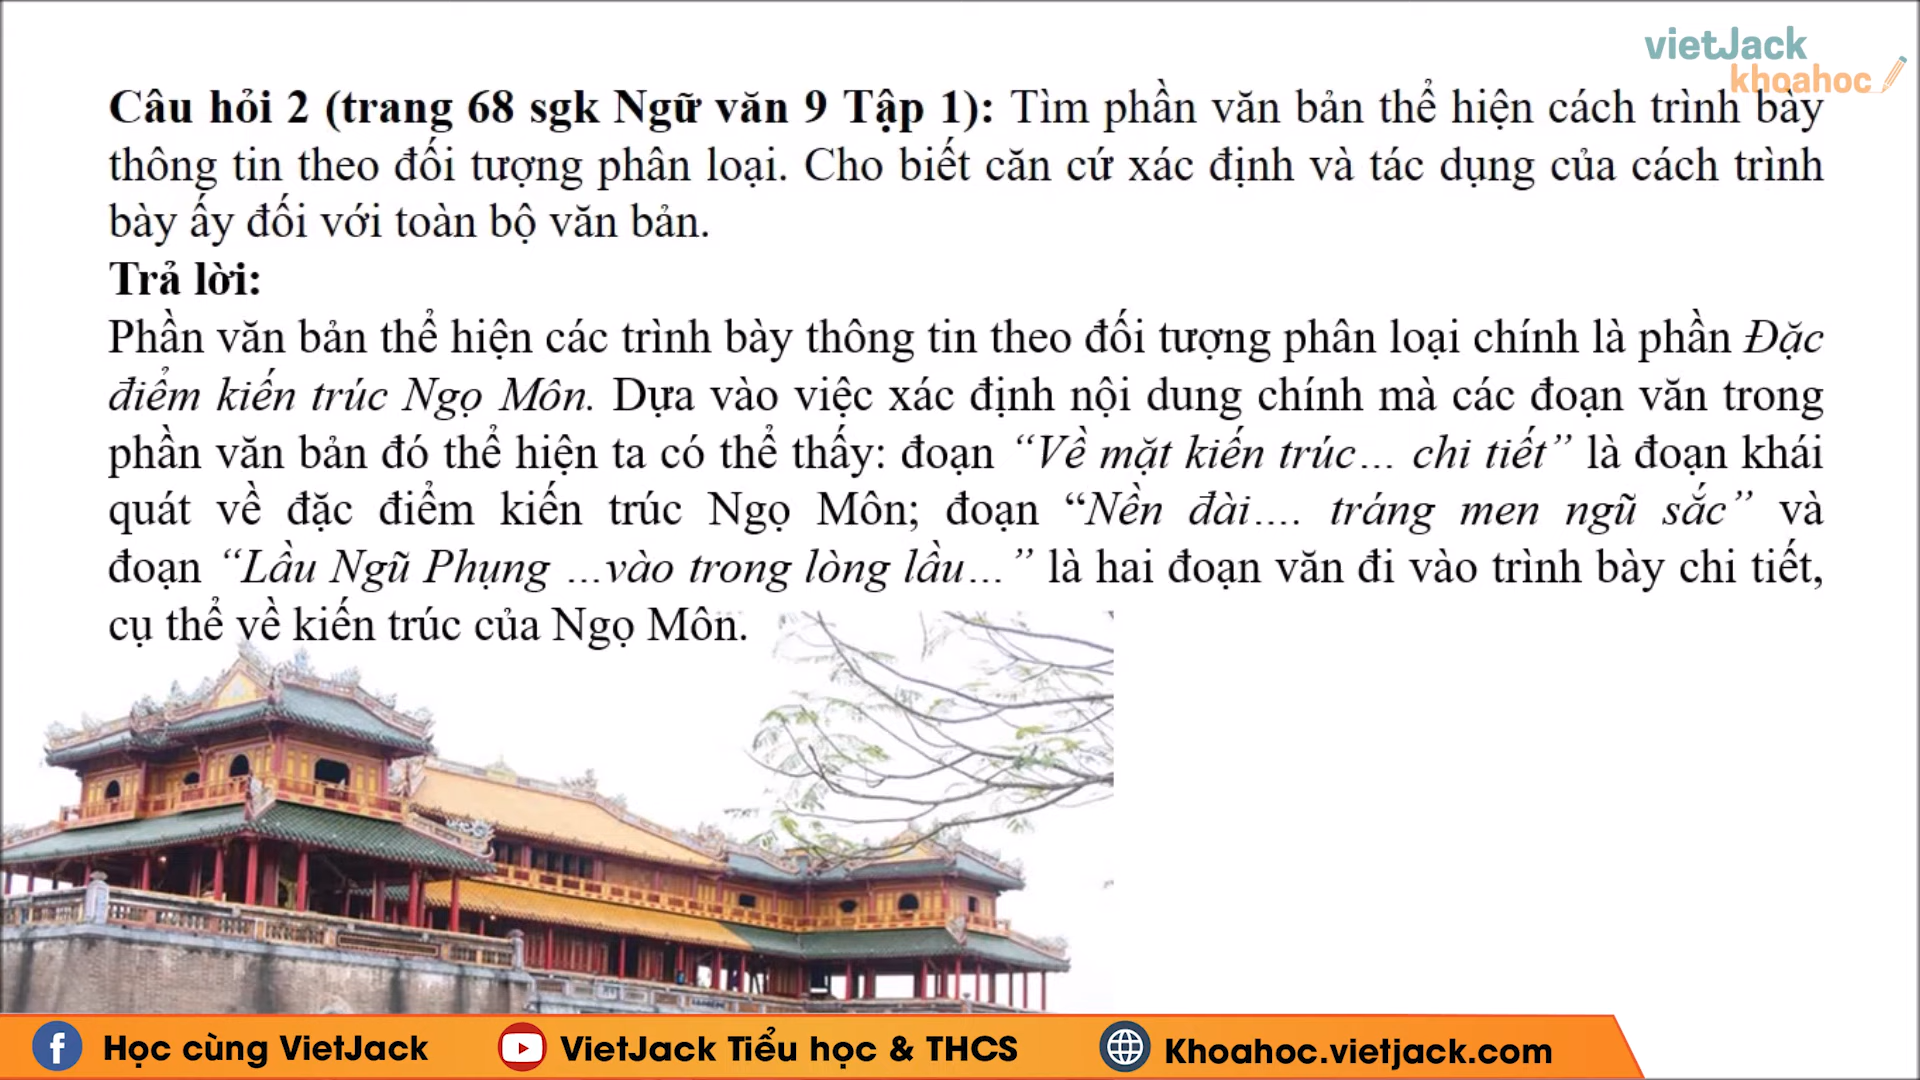 vietJack
khoahoc
Câu hỏi 2 (trang 68 sgk Ngữ văn 9 Tập 1): Tìm phần văn bản thể hiện cách trình bày
thông tin theo đối tượng phân loại. Cho biết căn cứ xác định và tác dụng của cách trình
bày ấy đối với toàn bộ văn bản.
Trả lời:
Phần văn bản thể hiện các trình bày thông tin theo đối tượng phân loại chính là phần Đặc
điểm kiến trúc Ngọ Môn. Dựa vào việc xác định nội dung chính mà các đoạn văn trong
phần văn bản đó thể hiện ta có thể thấy: đoạn “Về mặt kiến trúc… chi tiết” là đoạn khái
quát về đặc điểm kiến trúc Ngọ Môn; đoạn “Nền đài…. tráng men ngũ sắc” và
đoạn “Lầu Ngũ Phụng …vào trong lòng lầu…” là hai đoạn văn đi vào trình bày chi tiết,
cụ thể về kiến trúc của Ngọ Môn.
Học cùng VietJack
VietJack Tiểu học & THCS
Khoahoc.vietjack.com